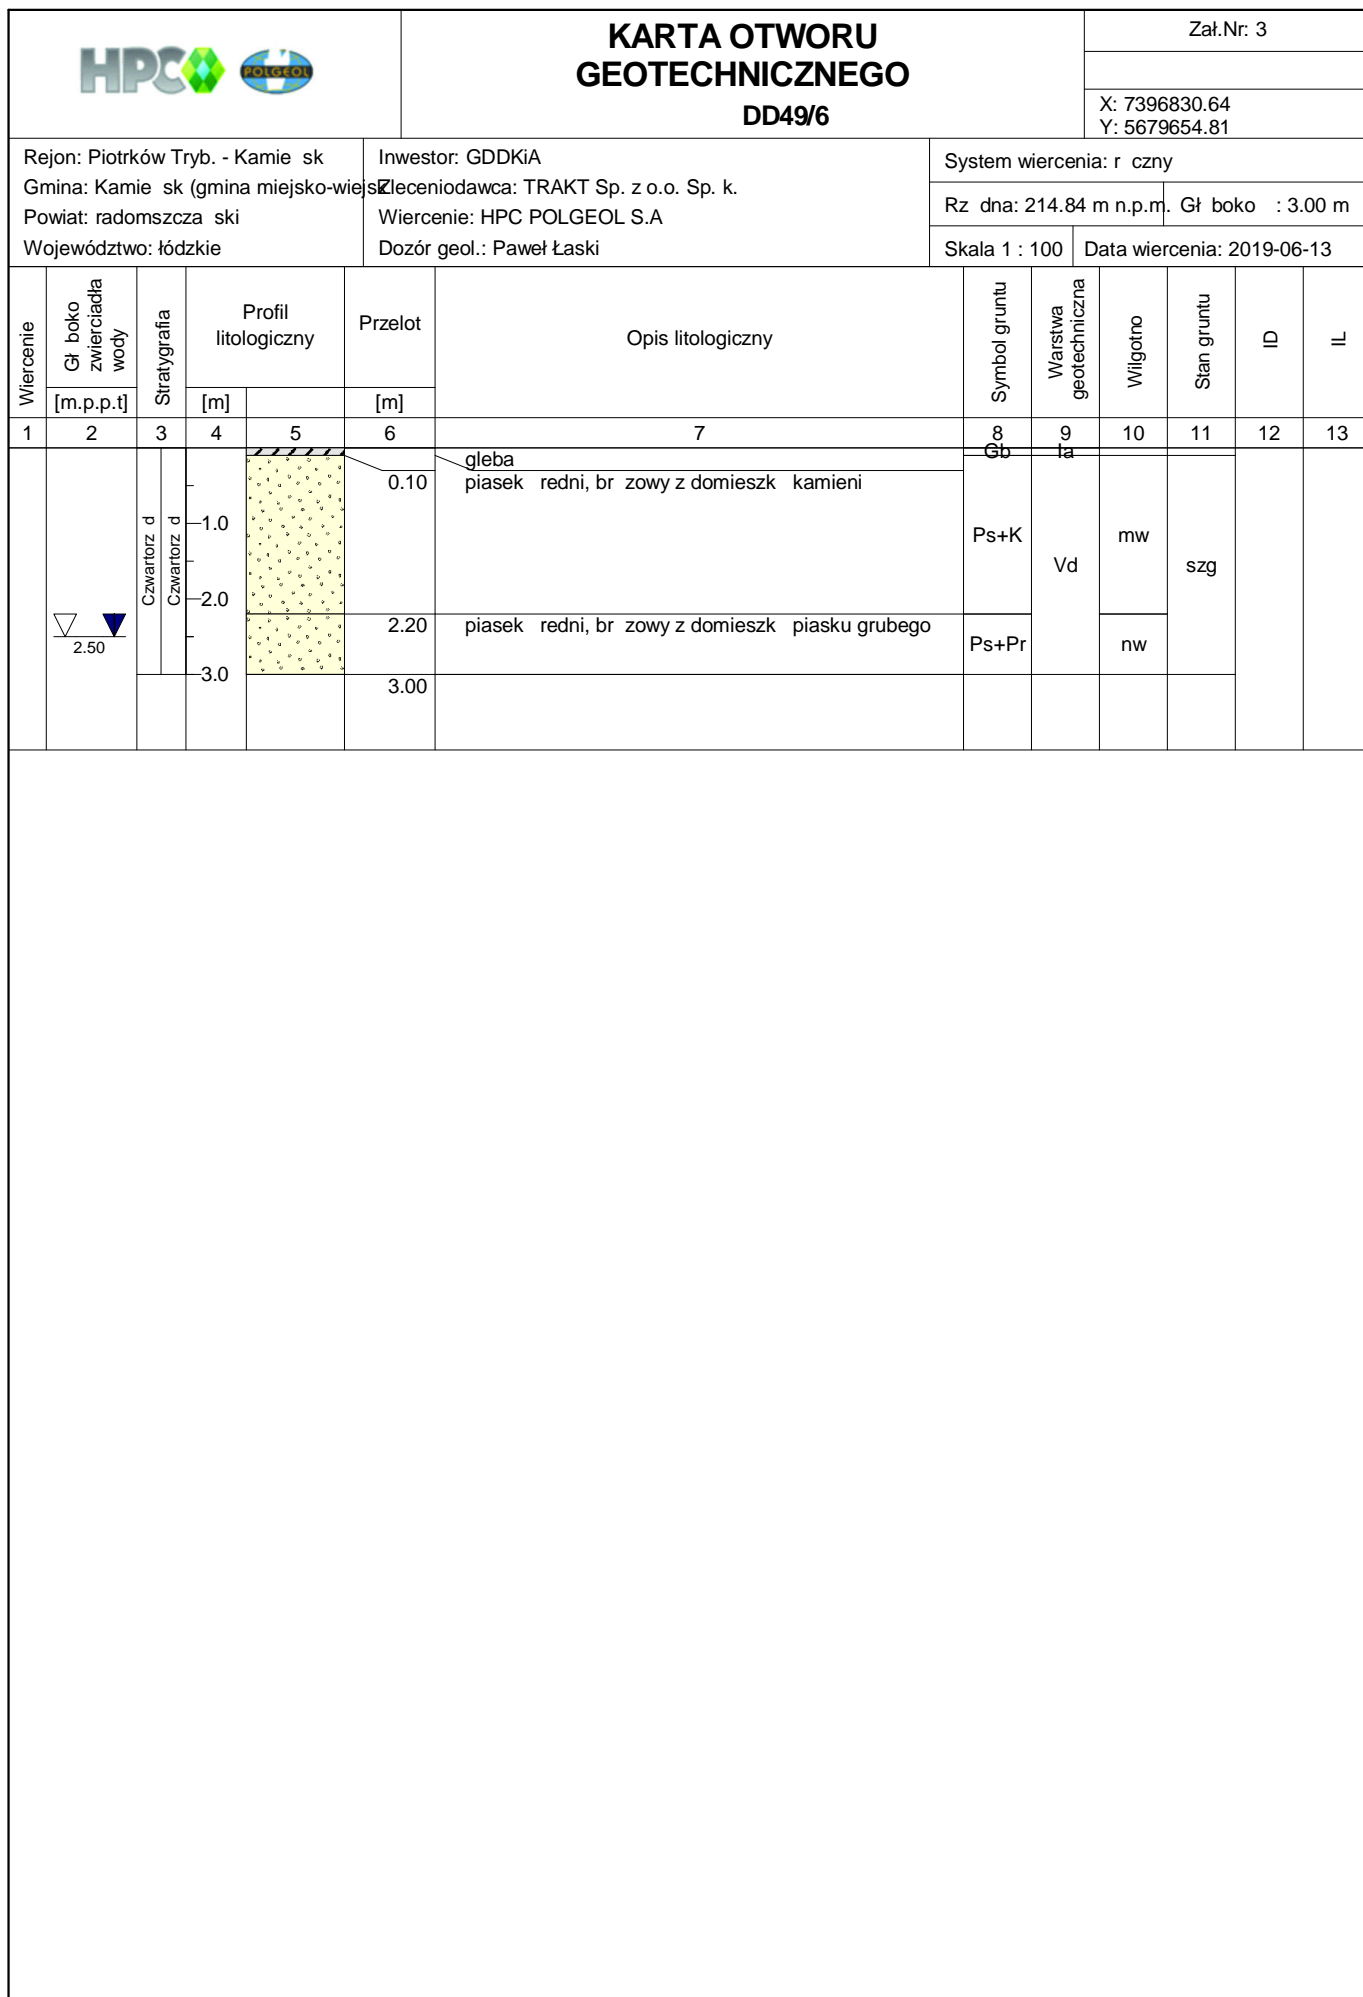 HPC POLGEOL
KARTA OTWORU
GEOTECHNICZNEGO
DD49/6
Zał.Nr: 3
X: 7396830.64
Y: 5679654.81
Rejon: Piotrków Tryb. - Kamie sk
Gmina: Kamie sk (gmina miejsko-wiejsk
Powiat: radomszcza ski
Województwo: łódzkie
Inwestor: GDDKiA
Zleceniodawca: TRAKT Sp. z o.o. Sp. k.
Wiercenie: HPC POLGEOL S.A
Dozór geol.: Paweł Łaski
System wiercenia: r czny
Rz dna: 214.84 m n.p.m. Gł boko : 3.00 m
Skala 1 : 100 Data wiercenia: 2019-06-13
Wiercenie
Gł boko
zwierciadła
wody
[m.p.p.t]
Stratygrafia
Profil
litologiczny
[m]
Przelot
[m]
Opis litologiczny
Symbol gruntu
Warstwa
geotechniczna
Wilgotno
Stan gruntu
ID
IL
1 2 3 4 5 6 7 8 9 10 11 12 13
gleba Gb Ia
0.10 piasek redni, br zowy z domieszk kamieni
Czwartorz d
Czwartorz d
1.0
Ps+K mw
Vd szg
2.0
2.20 piasek redni, br zowy z domieszk piasku grubego
2.50
Ps+Pr nw
3.0
3.00